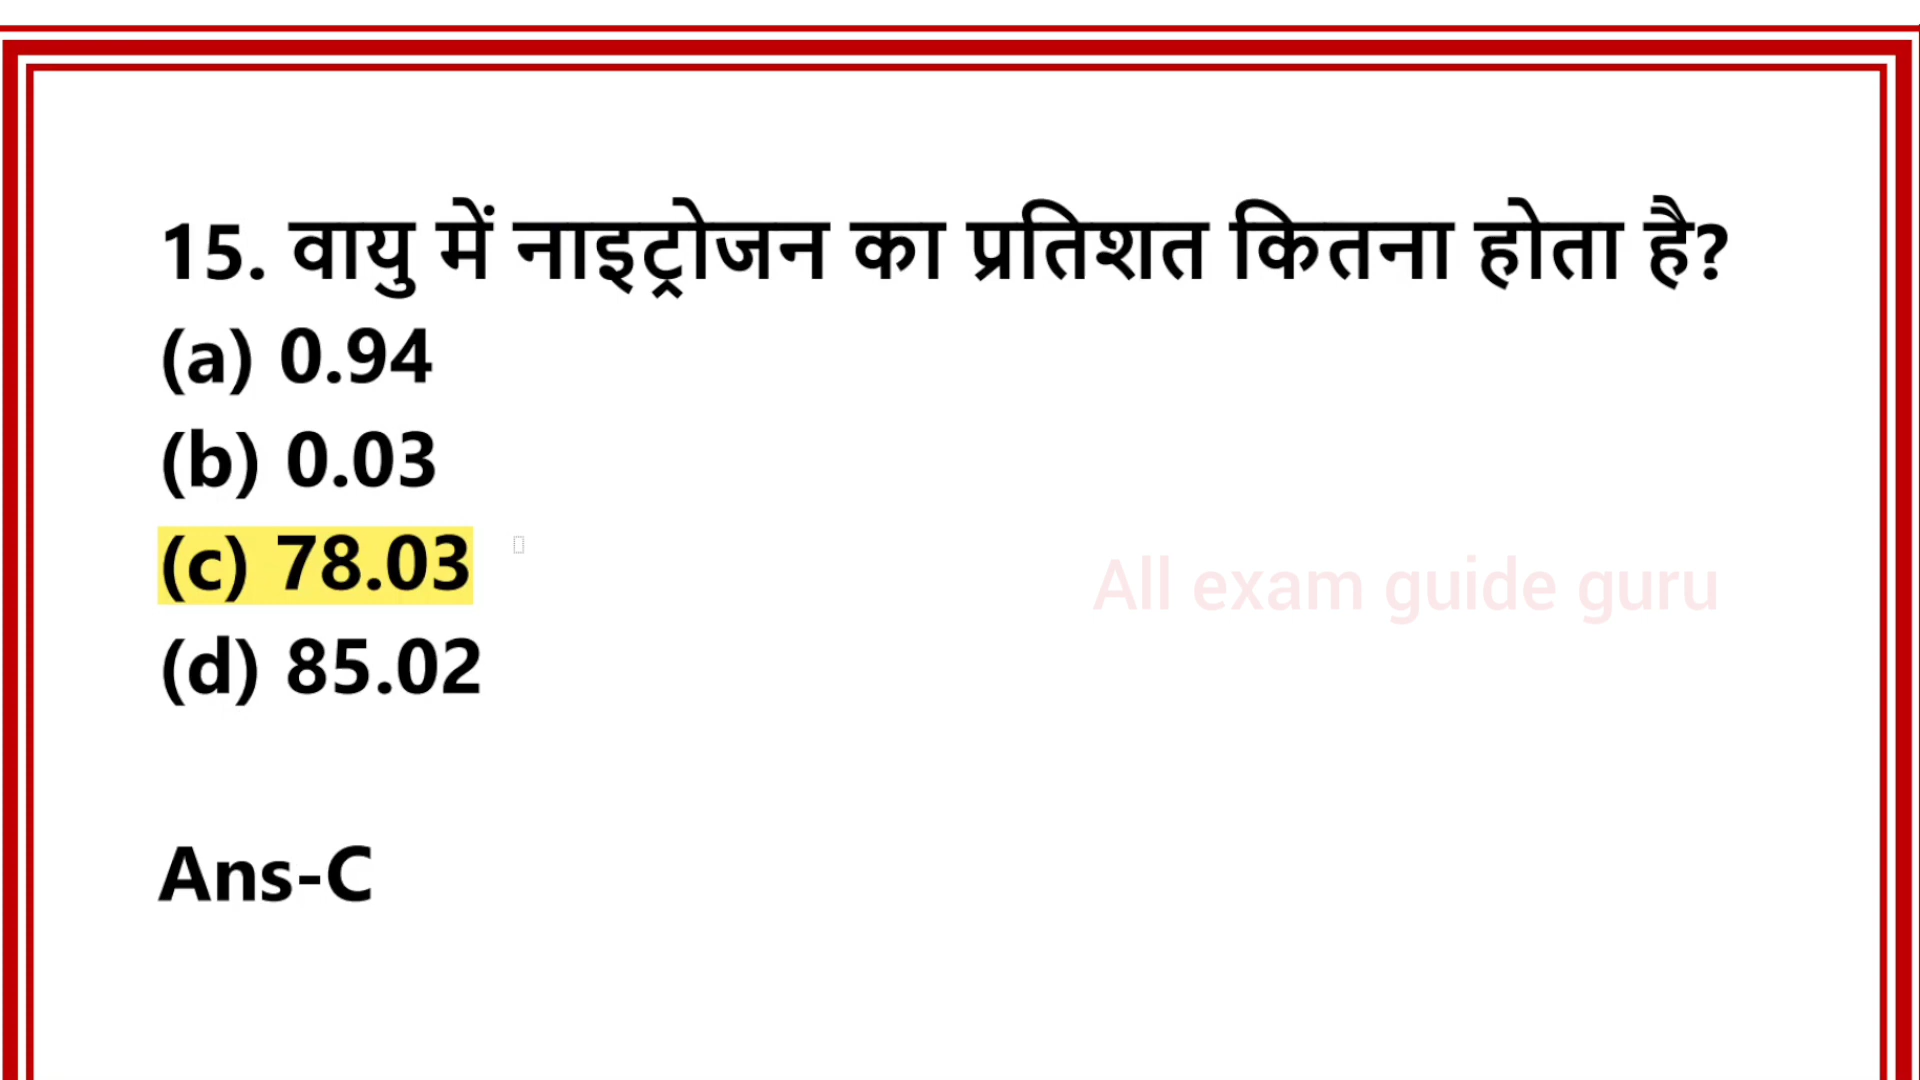 15. वायु में नाइट्रोजन का प्रतिशत कितना होता है?
(a) 0.94
(b) 0.03
(c) 78.03
All exam guide guru
(d) 85.02
Ans-C